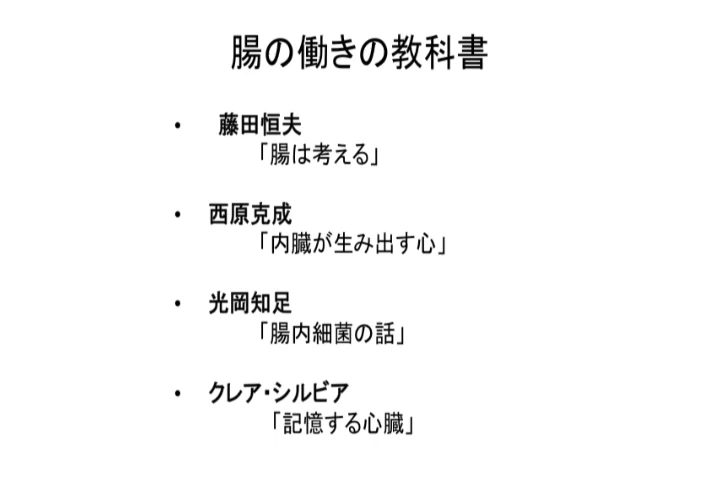 腸の働きの教科書
• 藤田恒夫
「腸は考える」
• 西原克成
「内臓が生み出す心」
• 光岡知足
「腸内細菌の話」
• クレア・シルビア
「記憶する心臓」